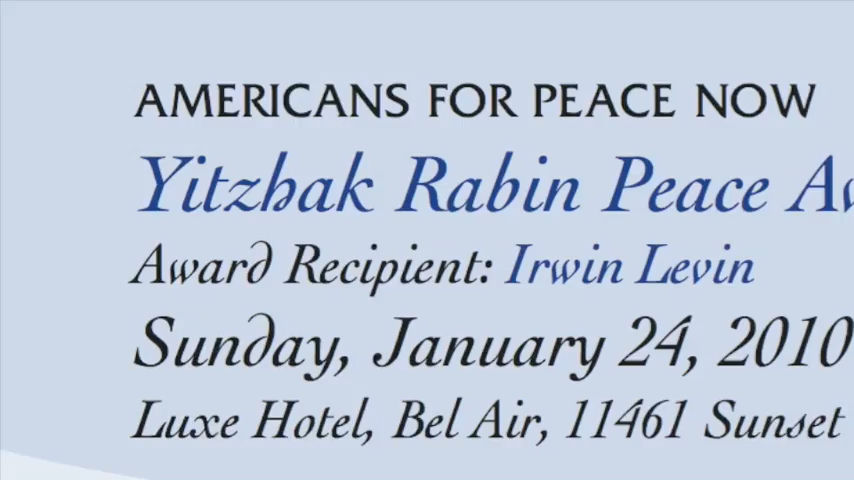 AMERICANS FOR PEACE NOW
Yitzhak Rabin Peace
Award Recipient: Irwin Levin
Sunday, January 24, 2010
Luxe Hotel, Bel Air, 11461 Sunset